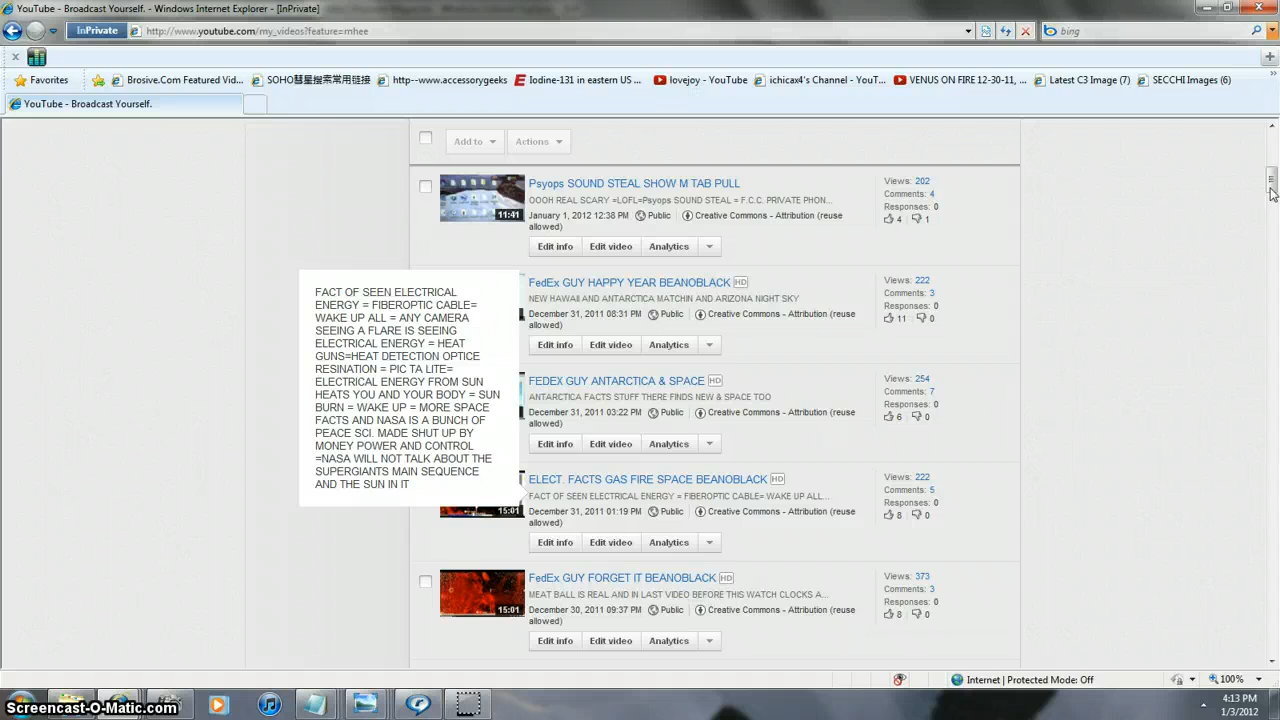 YouTube - Broadcast Yourself. - Windows Internet Explorer - [InPrivate]
InPrivate http://www.youtube.com/my_videos?feature=mhee bing
Favorites Brosive.Com Featured Vid... SOHO彗星搜索常用链接 http--www.accessorygeeks Iodine-131 in eastern US ... lovejoy - YouTube ichicax4's Channel - YouT... VENUS ON FIRE 12-30-11, ... Latest C3 Image (7) SECCHI Images (6)
YouTube - Broadcast Yourself.
Add to Actions
Psyops SOUND STEAL SHOW M TAB PULL
OOOH REAL SCARY =LOFL=Psyops SOUND STEAL = F.C.C. PRIVATE PHON...
January 1, 2012 12:38 PM Public Creative Commons - Attribution (reuse
allowed)
Edit info Edit video Analytics
11:41
Views: 202
Comments: 4
Responses: 0
4 1
FedEx GUY HAPPY YEAR BEANOBLACK HD
NEW HAWAII AND ANTARCTICA MATCHIN AND ARIZONA NIGHT SKY
December 31, 2011 08:31 PM Public Creative Commons - Attribution (reuse
allowed)
Edit info Edit video Analytics
Views: 222
Comments: 3
Responses: 0
11 0
FACT OF SEEN ELECTRICAL
ENERGY = FIBEROPTIC CABLE=
WAKE UP ALL = ANY CAMERA
SEEING A FLARE IS SEEING
ELECTRICAL ENERGY = HEAT
GUNS=HEAT DETECTION OPTICE
RESINATION = PIC TA LITE=
ELECTRICAL ENERGY FROM SUN
HEATS YOU AND YOUR BODY = SUN
BURN = WAKE UP = MORE SPACE
FACTS AND NASA IS A BUNCH OF
PEACE SCI. MADE SHUT UP BY
MONEY POWER AND CONTROL
=NASA WILL NOT TALK ABOUT THE
SUPERGIANTS MAIN SEQUENCE
AND THE SUN IN IT
FEDEX GUY ANTARCTICA & SPACE HD
ANTARCTICA FACTS STUFF THERE FINDS NEW & SPACE TOO
December 31, 2011 03:22 PM Public Creative Commons - Attribution (reuse
allowed)
Edit info Edit video Analytics
Views: 254
Comments: 7
Responses: 0
6 0
ELECT. FACTS GAS FIRE SPACE BEANOBLACK HD
FACT OF SEEN ELECTRICAL ENERGY = FIBEROPTIC CABLE= WAKE UP ALL...
December 31, 2011 01:19 PM Public Creative Commons - Attribution (reuse
allowed)
Edit info Edit video Analytics
15:01
Views: 222
Comments: 5
Responses: 0
8 0
FedEx GUY FORGET IT BEANOBLACK HD
MEAT BALL IS REAL AND IN LAST VIDEO BEFORE THIS WATCH CLOCKS A...
December 30, 2011 09:37 PM Public Creative Commons - Attribution (reuse
allowed)
Edit info Edit video Analytics
15:01
Views: 373
Comments: 3
Responses: 0
8 0
Internet | Protected Mode: Off 100%
Screencast-O-Matic.com
4:13 PM
1/3/2012